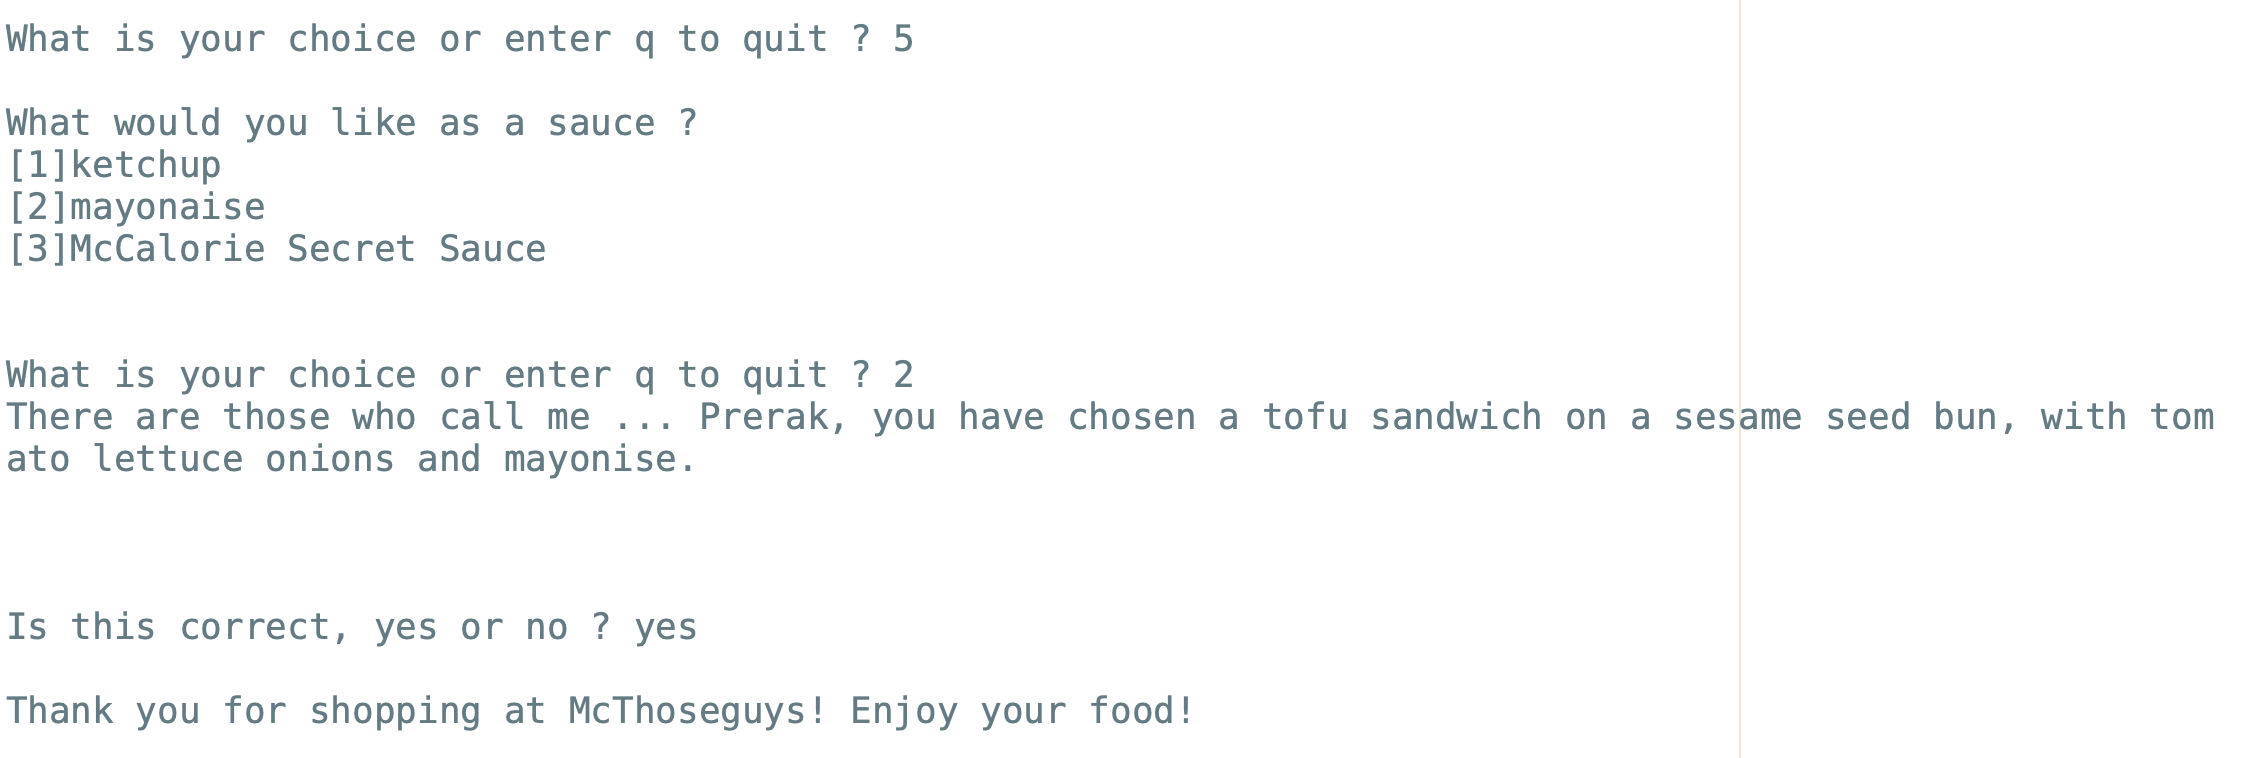 What is your choice or enter q to quit ? 5
What would you like as a sauce ?
[1]ketchup
[2]mayonaise
[3]McCalorie Secret Sauce
What is your choice or enter q to quit ? 2
There are those who call me ... Prerak, you have chosen a tofu sandwich on a sesame seed bun, with tom
ato lettuce onions and mayonise.
Is this correct, yes or no ? yes
Thank you for shopping at McThoseguys! Enjoy your food!